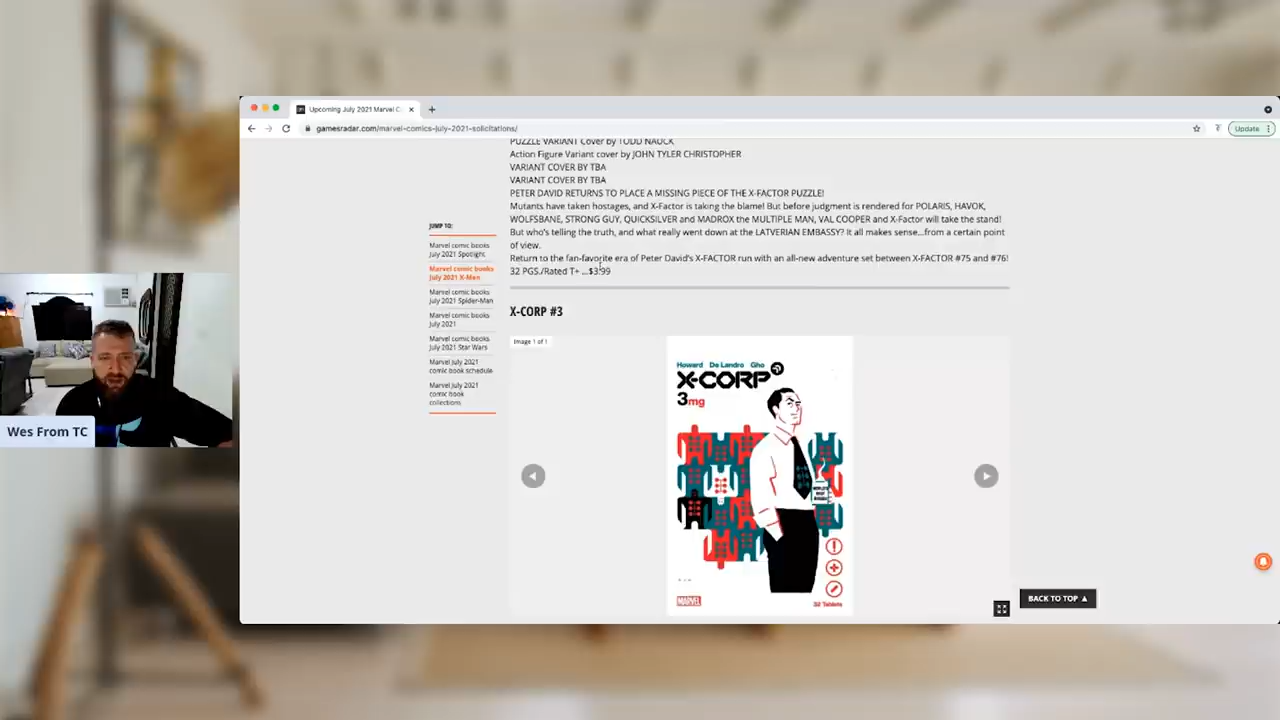 Upcoming July 2021 Marvel C
gamesradar.com/marvel-comics-july-2021-solicitations/
Update
PUZZLE VARIANT Cover by TODD NAUCK
Action Figure Variant cover by JOHN TYLER CHRISTOPHER
VARIANT COVER BY TBA
VARIANT COVER BY TBA
PETER DAVID RETURNS TO PLACE A MISSING PIECE OF THE X-FACTOR PUZZLE!
Mutants have taken hostages, and X-Factor is taking the blame! But before judgment is rendered for POLARIS, HAVOK,
WOLFSBANE, STRONG GUY, QUICKSILVER and MADROX the MULTIPLE MAN, VAL COOPER and X-Factor will take the stand!
But who's telling the truth, and what really went down at the LATVERIAN EMBASSY? It all makes sense...from a certain point
of view.
Return to the fan-favorite era of Peter David's X-FACTOR run with an all-new adventure set between X-FACTOR #75 and #76!
32 PGS./Rated T+ ...$3.99
JUMP TO:
Marvel comic books
July 2021 Spotlight
Marvel comic books
July 2021 X-Men
Marvel comic books
July 2021 Spider-Man
Marvel comic books
July 2021
Marvel comic books
July 2021 Star Wars
Marvel July 2021
comic book schedule
Marvel July 2021
comic book
collections
X-CORP #3
Image 1 of 1
Howard De Landro Gho
X-CORP
3mg
MARVEL
32 Tablets
BACK TO TOP ▲
Wes From TC